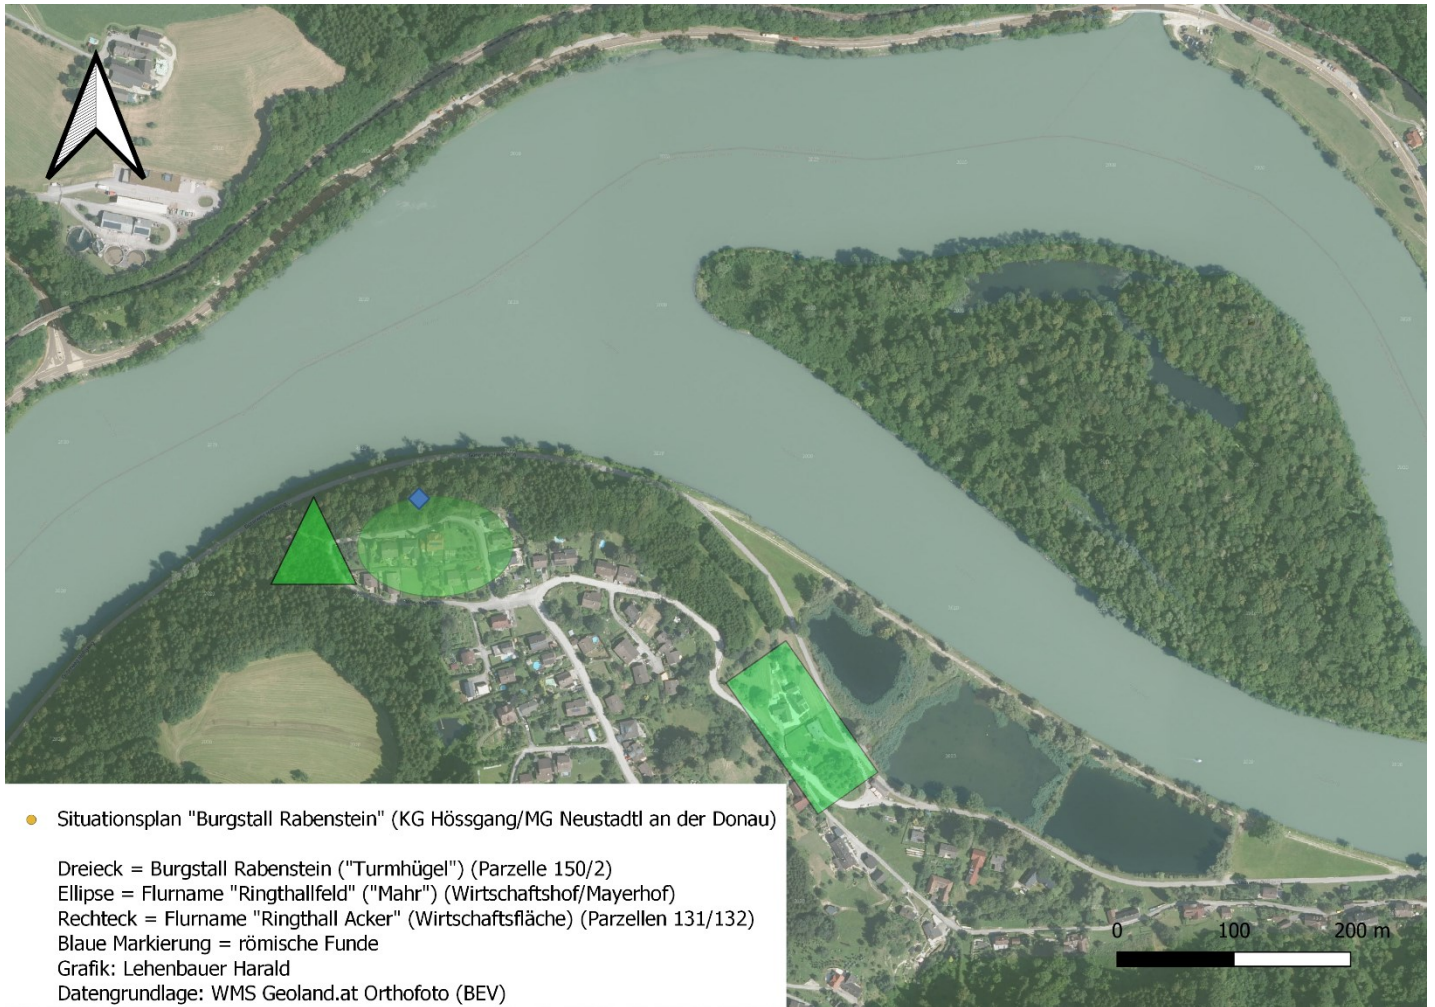 Situationsplan "Burgstall Rabenstein" (KG Hössgang/MG Neustadtl an der Donau)
Dreieck = Burgstall Rabenstein ("Turmhügel") (Parzelle 150/2)
Ellipse = Flurname "Ringthallfeld" ("Mahr") (Wirtschaftshof/Mayerhof)
Rechteck = Flurname "Ringthall Acker" (Wirtschaftsfläche) (Parzellen 131/132)
Blaue Markierung = römische Funde
Grafik: Lehenbauer Harald
Datengrundlage: WMS Geoland.at Orthofoto (BEV)
0 100 200 m